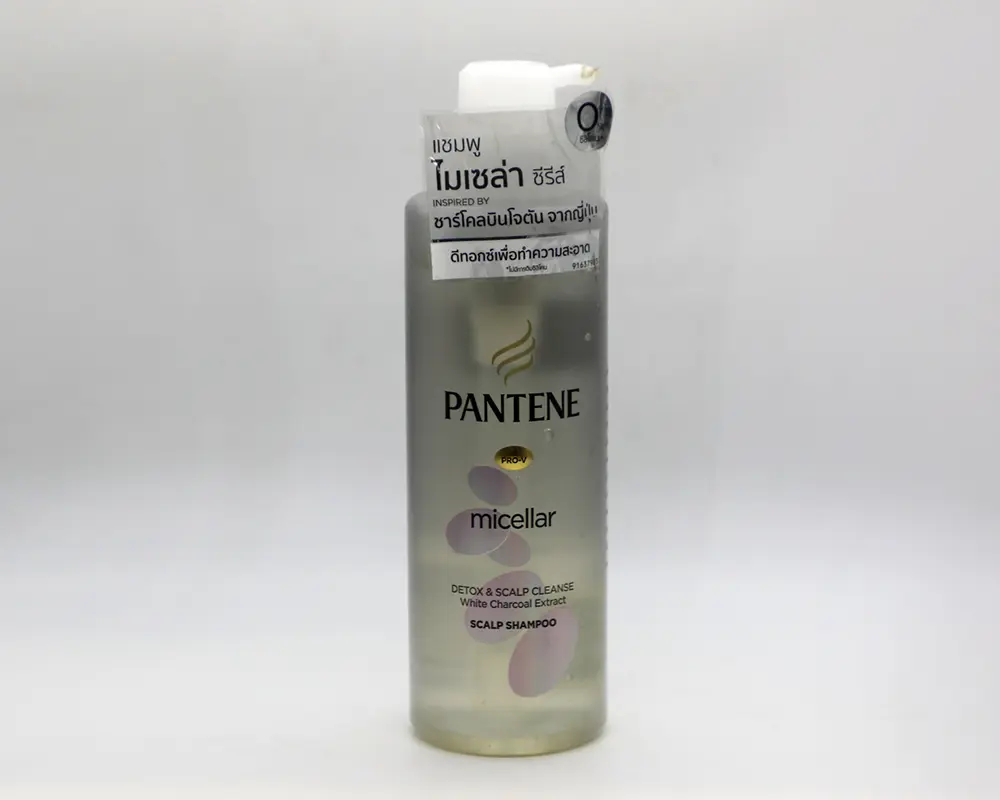 0
แชมพู
ไมเซล่า ซีรีส์
INSPIRED BY
ชาร์โคลบินโจตัน จากญี่ปุ่น
ดีทอกซ์เพื่อทำความสะอาด
PANTENE
PRO-V
micellar
DETOX & SCALP CLEANSE
White Charcoal Extract
SCALP SHAMPOO